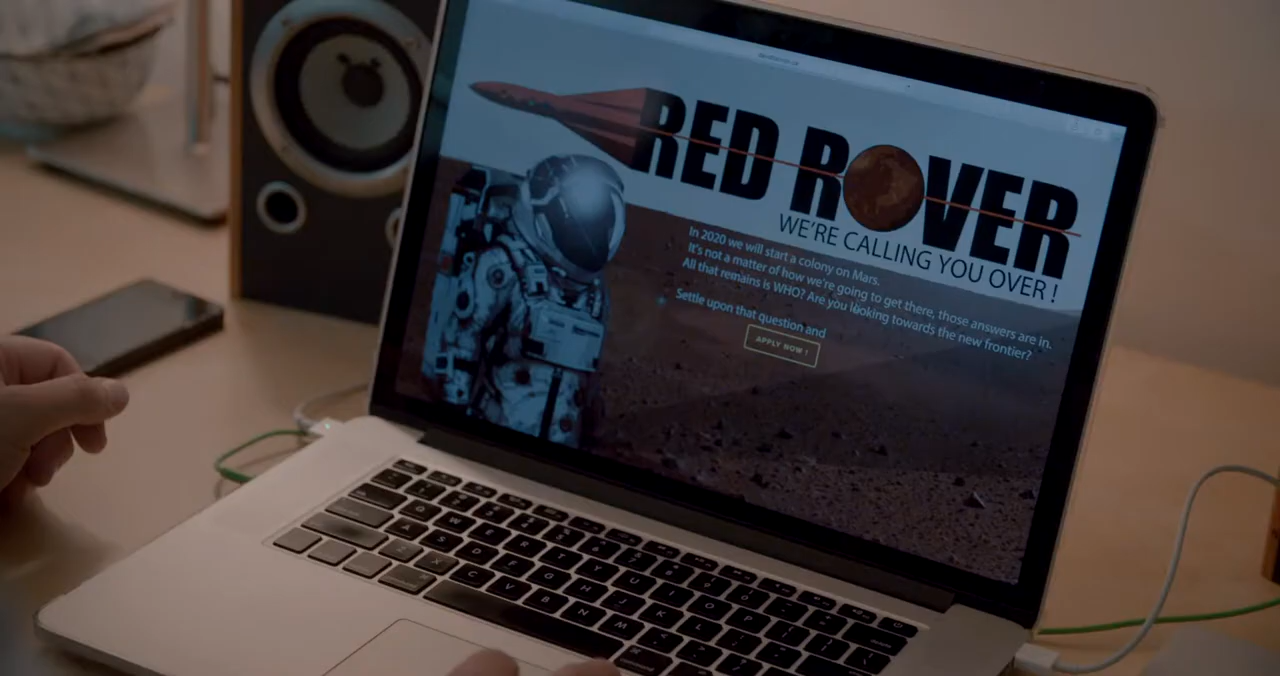 RED ROVER
WE'RE CALLING YOU OVER !
In 2020 we will start a colony on Mars.
It's not a matter of how we're going to get there, those answers are in.
All that remains is WHO? Are you looking towards the new frontier?
Settle upon that question and
APPLY NOW !